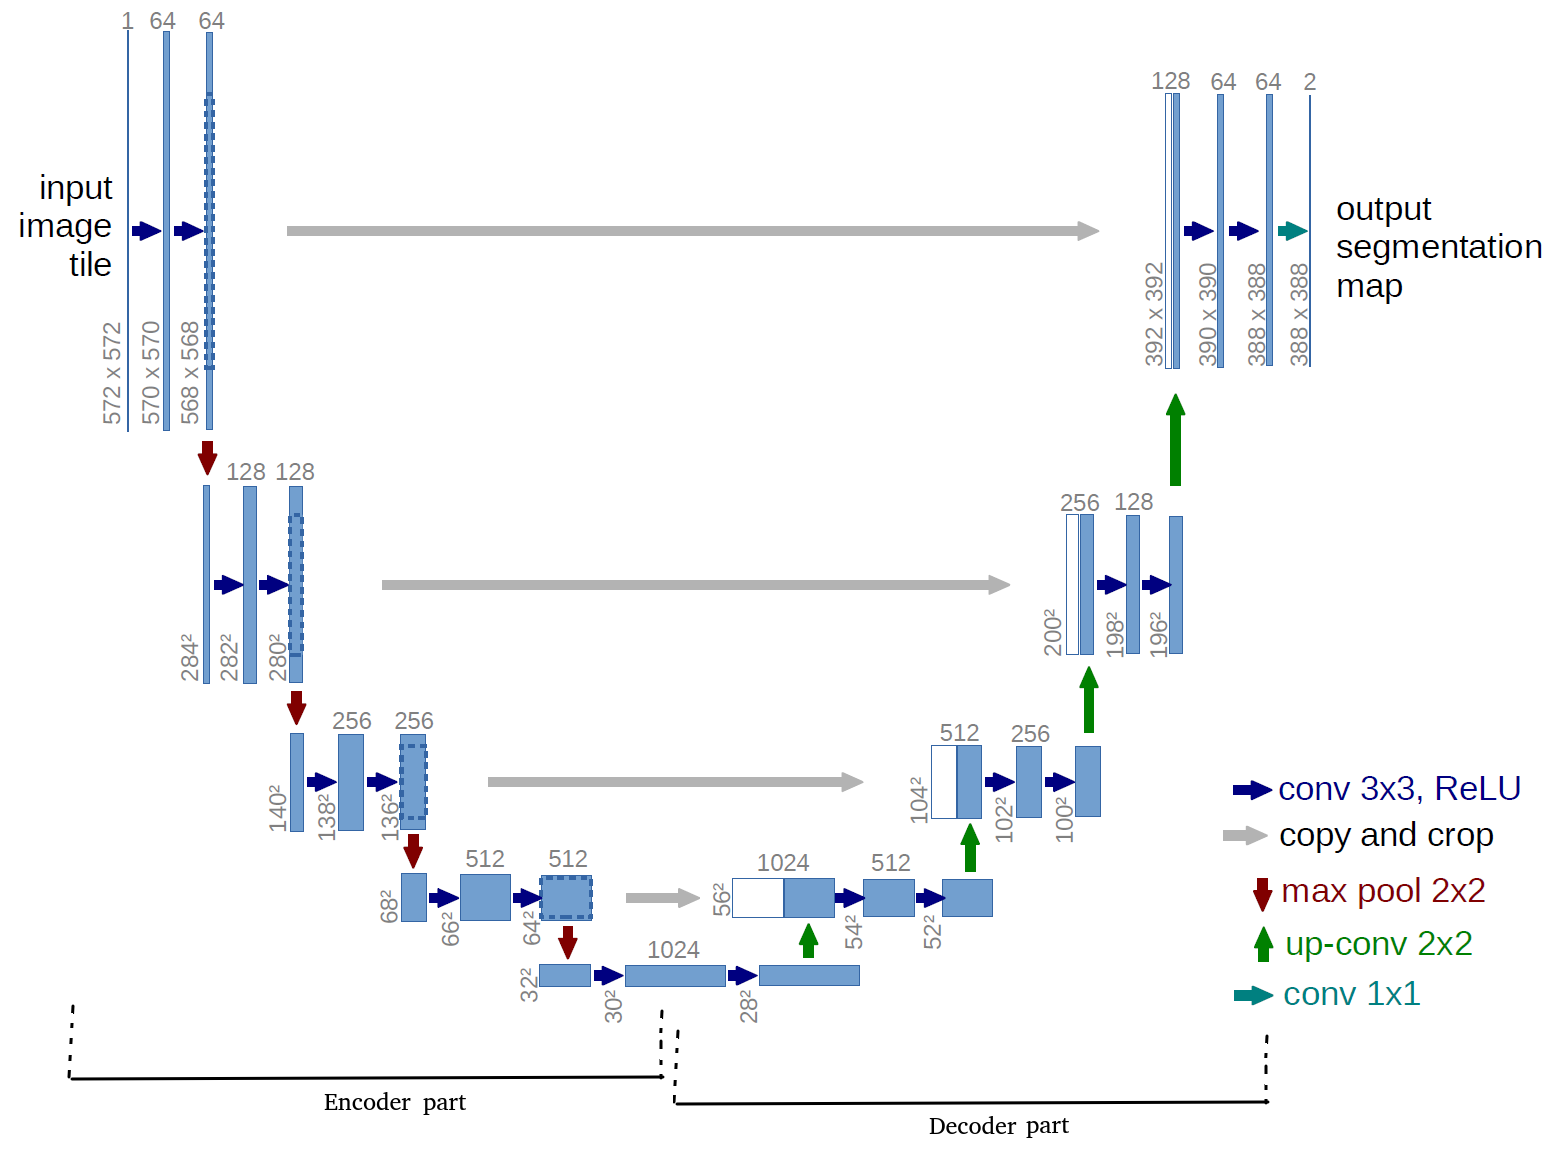 1 64 64
input
image
tile
572 x 572
570 x 570
568 x 568
128 64 64 2
output
segmentation
map
392 x 392
390 x 390
388 x 388
388 x 388
128 128
284²
282²
280²
256 128
200²
198²
196²
256 256
140²
138²
136²
512 256
104²
102²
100²
512 512
68²
66²
64²
1024 512
56²
54²
52²
1024
32²
30²
28²
conv 3x3, ReLU
copy and crop
max pool 2x2
up-conv 2x2
conv 1x1
Encoder part
Decoder part